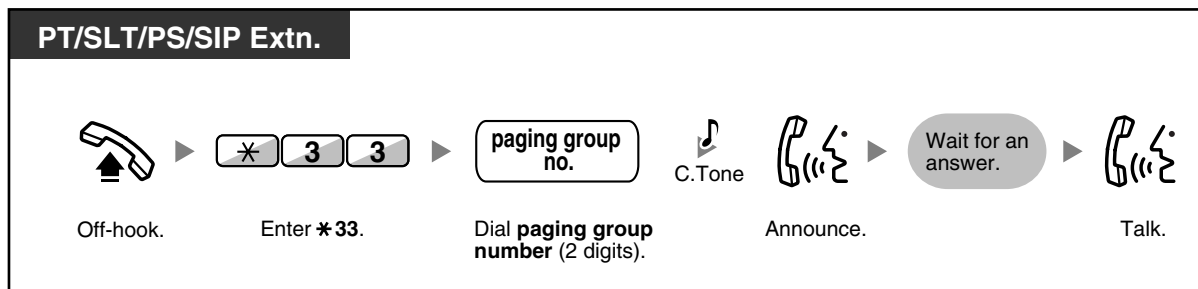 PT/SLT/PS/SIP Extn.
✳ 3 3
paging group
no.
C.Tone
Wait for an
answer.
Off-hook.
Enter ✳33.
Dial paging group
number (2 digits).
Announce.
Talk.